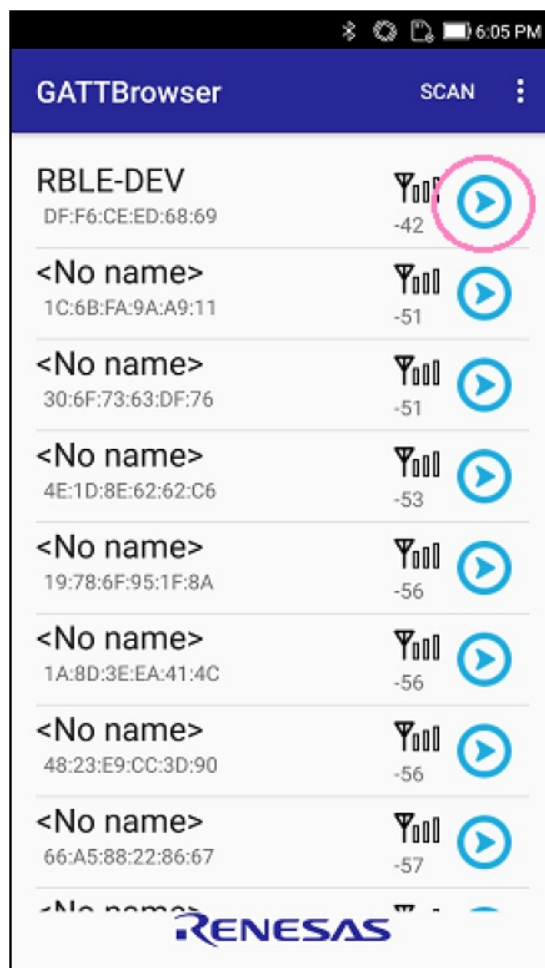 6:05 PM
GATTBrowser SCAN
RBLE-DEV
DF:F6:CE:ED:68:69 -42
<No name>
1C:6B:FA:9A:A9:11 -51
<No name>
30:6F:73:63:DF:76 -51
<No name>
4E:1D:8E:62:62:C6 -53
<No name>
19:78:6F:95:1F:8A -56
<No name>
1A:8D:3E:EA:41:4C -56
<No name>
48:23:E9:CC:3D:90 -56
<No name>
66:A5:88:22:86:67 -57
<No name>
RENESAS